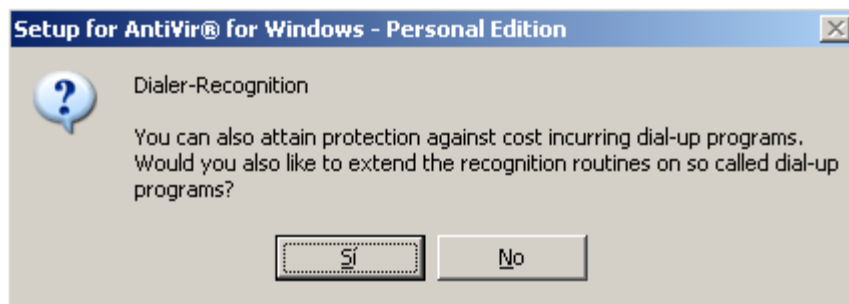 Setup for AntiVir® for Windows - Personal Edition
Dialer-Recognition
You can also attain protection against cost incurring dial-up programs.
Would you also like to extend the recognition routines on so called dial-up
programs?
Sí
No